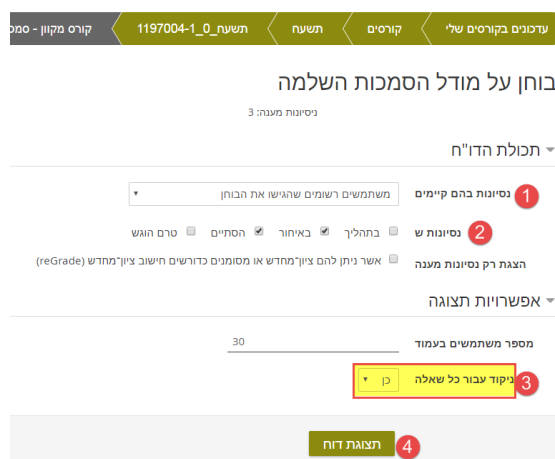 עדכונים בקורסים שלי קורסים תשעח תשעח_0_1197004-1 קורס מקוון - סמכ
בוחן על מודל הסמכות השלמה
ניסיונות מענה: 3
תכולת הדו"ח
1 נסיונות בהם קיימים משתמשים רשומים שהגישו את הבוחן
2 נסיונות ש בתהליך באיחור הסתיים טרם הוגש
הצגת רק נסיונות מענה אשר ניתן להם ציון־מחדש או מסומנים כדורשים חישוב ציון־מחדש (reGrade)
אפשרויות תצוגה
מספר משתמשים בעמוד 30
3 ניקוד עבור כל שאלה כן
4 תצוגת דוח